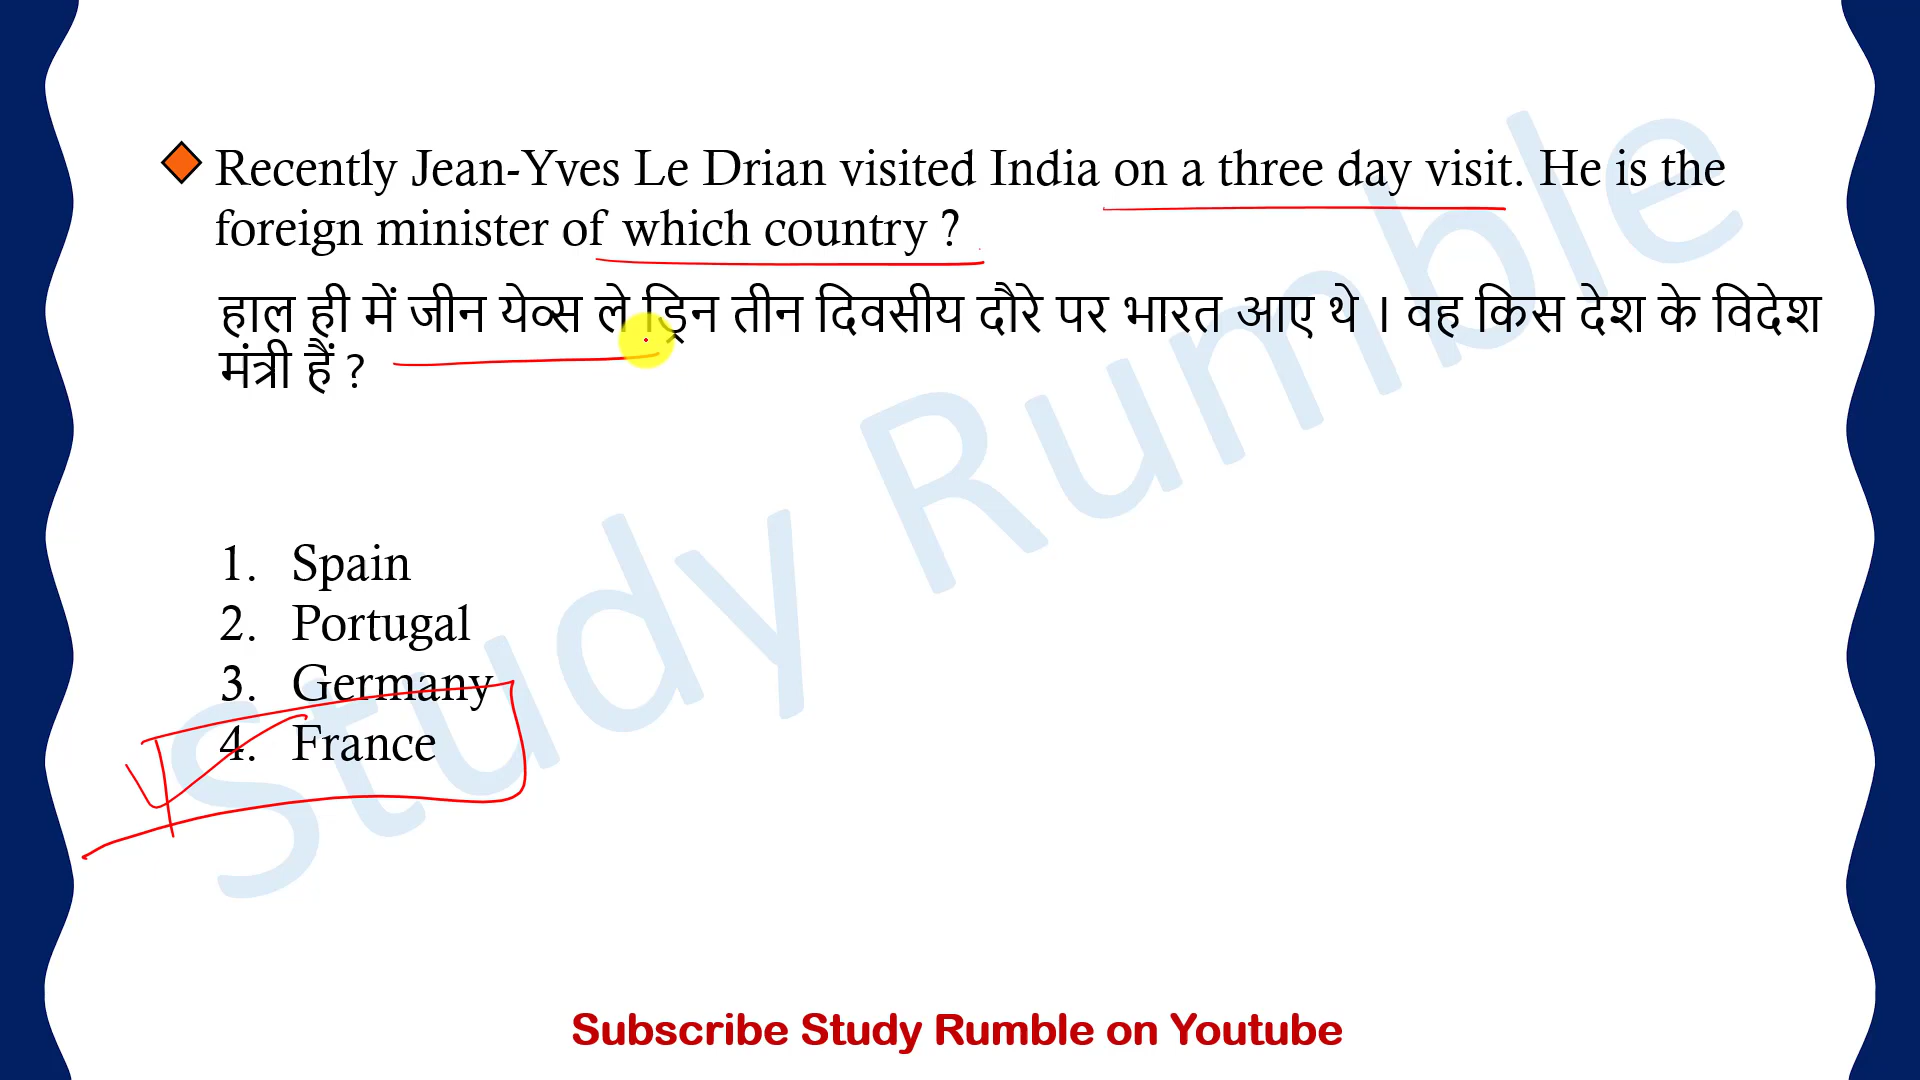 Recently Jean-Yves Le Drian visited India on a three day visit. He is the
foreign minister of which country ?
हाल ही में जीन येव्स ले ड्रिन तीन दिवसीय दौरे पर भारत आए थे । वह किस देश के विदेश
मंत्री हैं ?
1. Spain
2. Portugal
3. Germany
4. France
Study Rumble
Subscribe Study Rumble on Youtube